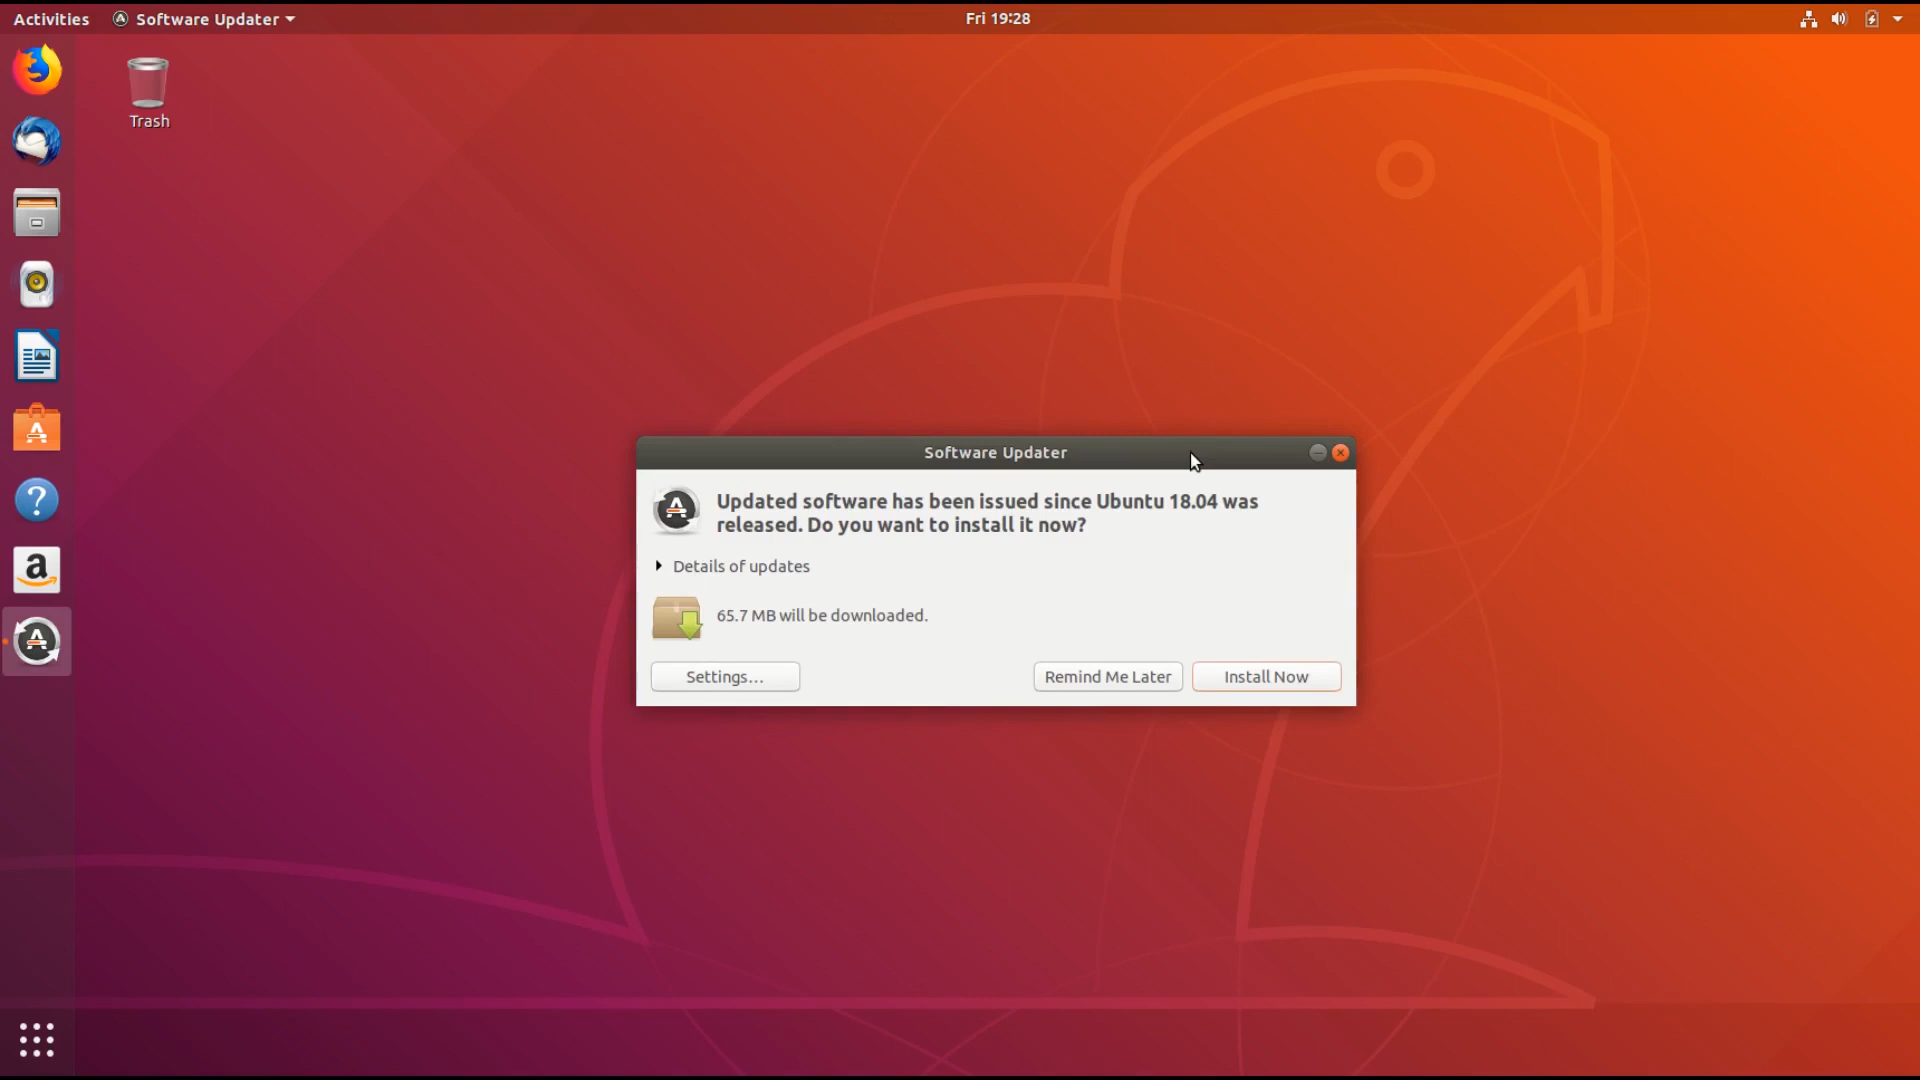 Activities
Software Updater
Fri 19:28
Trash
Software Updater
Updated software has been issued since Ubuntu 18.04 was
released. Do you want to install it now?
Details of updates
65.7 MB will be downloaded.
Settings...
Remind Me Later
Install Now